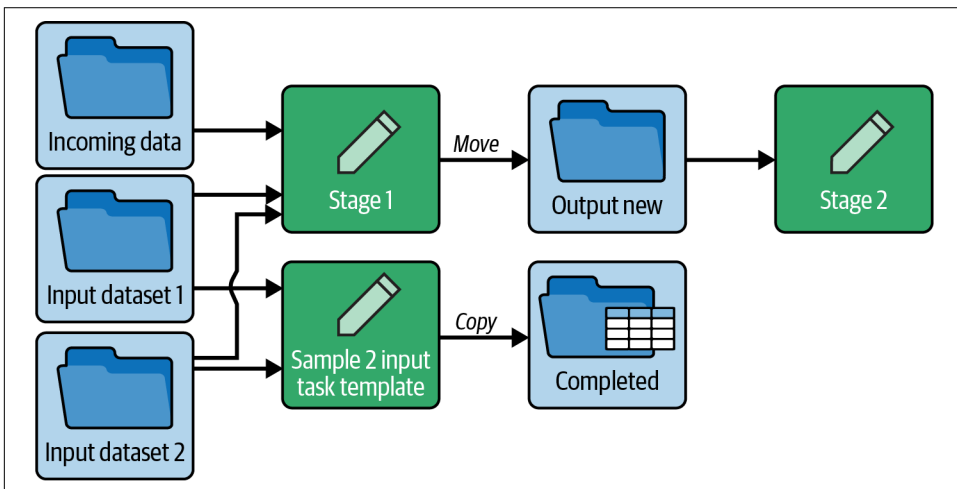 Incoming data
Input dataset 1
Input dataset 2
Stage 1
Move
Output new
Stage 2
Sample 2 input
task template
Copy
Completed